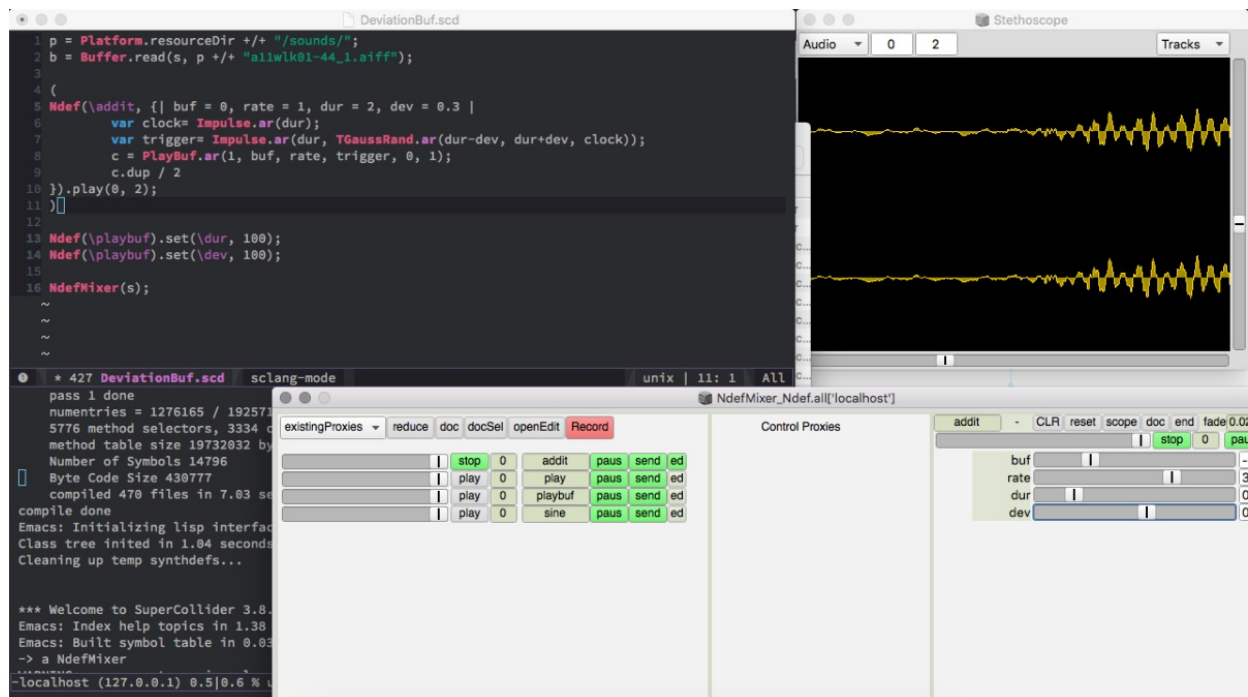 DeviationBuf.scd
1 p = Platform.resourceDir +/+ "/sounds/";
2 b = Buffer.read(s, p +/+ "a11wlk01-44_1.aiff");
3
4 (
5 Ndef(\addit, {| buf = 0, rate = 1, dur = 2, dev = 0.3 |
6 var clock= Impulse.ar(dur);
7 var trigger= Impulse.ar(dur, TGaussRand.ar(dur-dev, dur+dev, clock));
8 c = PlayBuf.ar(1, buf, rate, trigger, 0, 1);
9 c.dup / 2
10 }).play(0, 2);
11 )
12
13 Ndef(\playbuf).set(\dur, 100);
14 Ndef(\playbuf).set(\dev, 100);
15
16 NdefMixer(s);
~
~
~
~
* 427 DeviationBuf.scd sclang-mode unix | 11: 1 All
pass 1 done
numentries = 1276165 / 192571
5776 method selectors, 3334 c
method table size 19732032 by
Number of Symbols 14796
Byte Code Size 430777
compiled 470 files in 7.03 se
compile done
Emacs: Initializing lisp interfac
Class tree inited in 1.04 seconds
Cleaning up temp synthdefs...
*** Welcome to SuperCollider 3.8.
Emacs: Index help topics in 1.38
Emacs: Built symbol table in 0.03
-> a NdefMixer
-localhost (127.0.0.1) 0.5|0.6 % u
Stethoscope
Audio 0 2 Tracks
NdefMixer_Ndef.all['localhost']
existingProxies reduce doc docSel openEdit Record
stop 0 addit paus send ed
play 0 play paus send ed
play 0 playbuf paus send ed
play 0 sine paus send ed
Control Proxies
addit - CLR reset scope doc end fade 0.02
stop 0 pau
buf -
rate 3
dur 0
dev 0